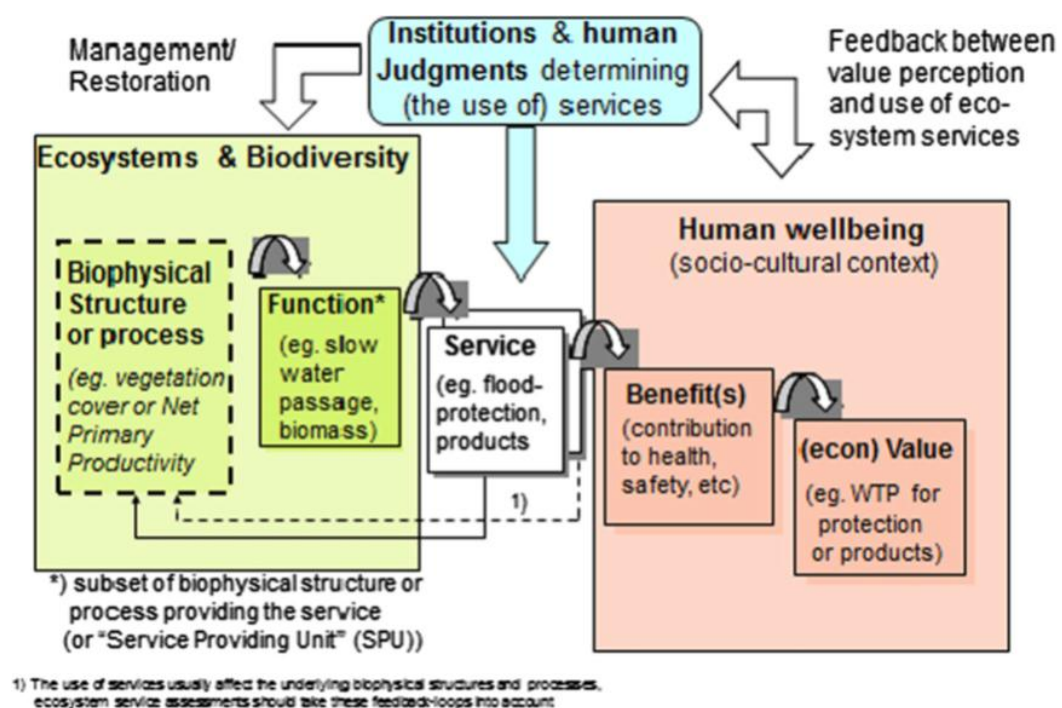 Institutions & human
Judgments determining
(the use of) services
Management/
Restoration
Feedback between
value perception
and use of eco-
system services
Ecosystems & Biodiversity
Biophysical
Structure
or process
(eg. vegetation
cover or Net
Primary
Productivity
Function*
(eg. slow
water
passage,
biomass)
Service
(eg. flood-
protection,
products
Human wellbeing
(socio-cultural context)
Benefit(s)
(contribution
to health,
safety, etc)
(econ) Value
(eg. WTP for
protection
or products)
1)
*) subset of biophysical structure or
process providing the service
(or "Service Providing Unit" (SPU))
1) The use of services usually affect the underlying biophysical structures and processes,
ecosystem service assessments should take these feedback-loops into account